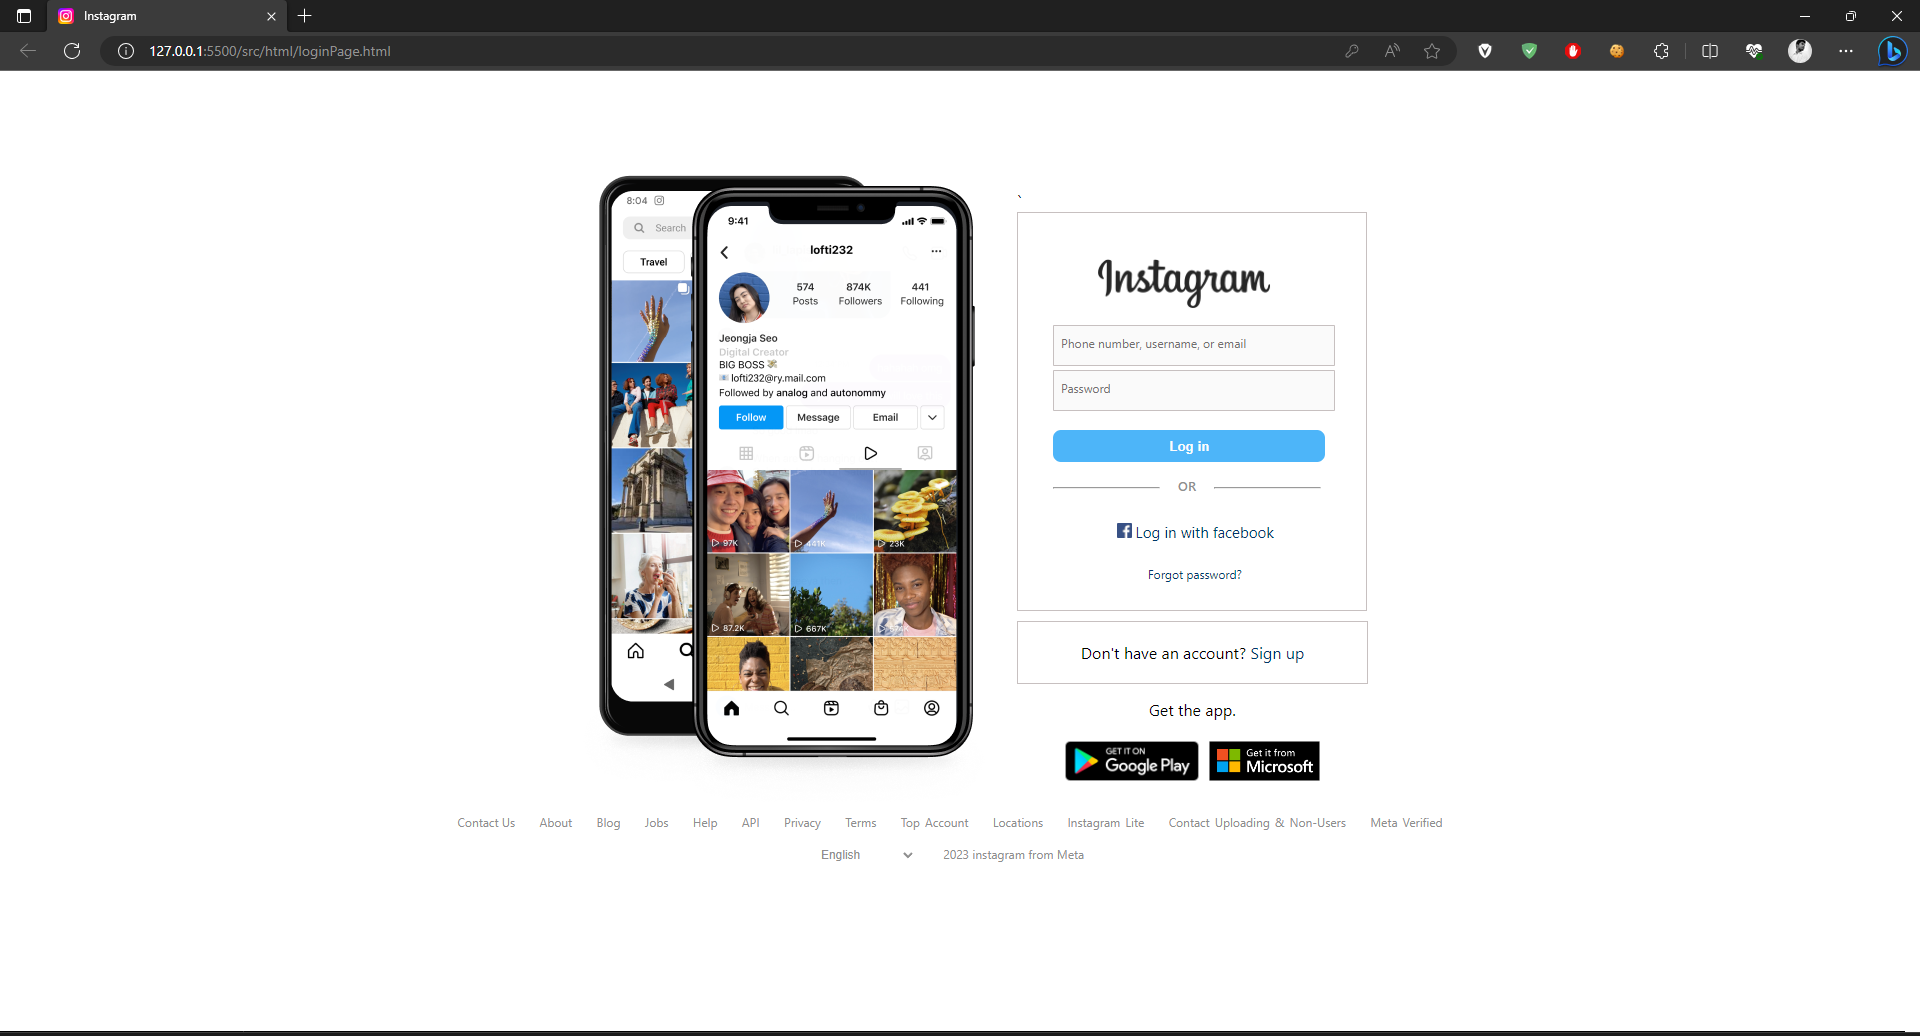 Instagram
127.0.0.1:5500/src/html/loginPage.html
8:04
Search
Travel
9:41
lofti232
574 874K 441
Posts Followers Following
Jeongja Seo
Digital Creator
BIG BOSS
lofti232@ry.mail.com
Followed by analog and autonommy
Follow Message Email
97K 441K 23K
87.2K 667K
`
Instagram
Phone number, username, or email
Password
Log in
OR
Log in with facebook
Forgot password?
Don't have an account? Sign up
Get the app.
GET IT ON
Google Play
Get it from
Microsoft
Contact Us About Blog Jobs Help API Privacy Terms Top Account Locations Instagram Lite Contact Uploading & Non-Users Meta Verified
English 2023 instagram from Meta